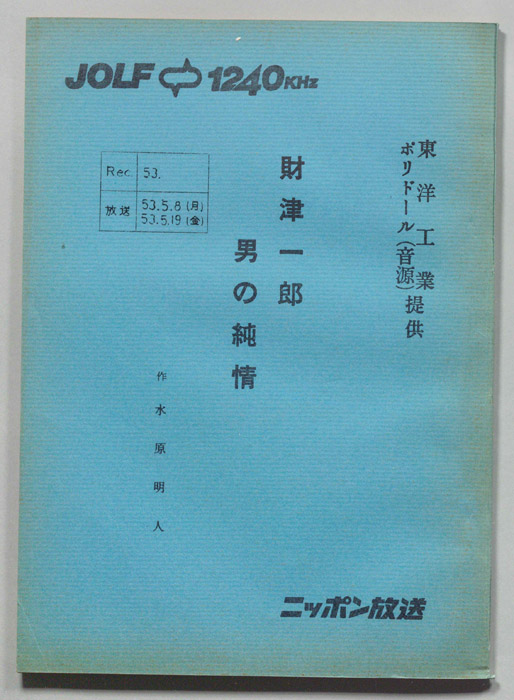 JOLF 1240KHz
東洋工業
ポリドール(音源)提供
財津一郎
男の純情
Rec 53.
放送 53.5.8(月)
53.5.19(金)
作 水原明人
ニッポン放送